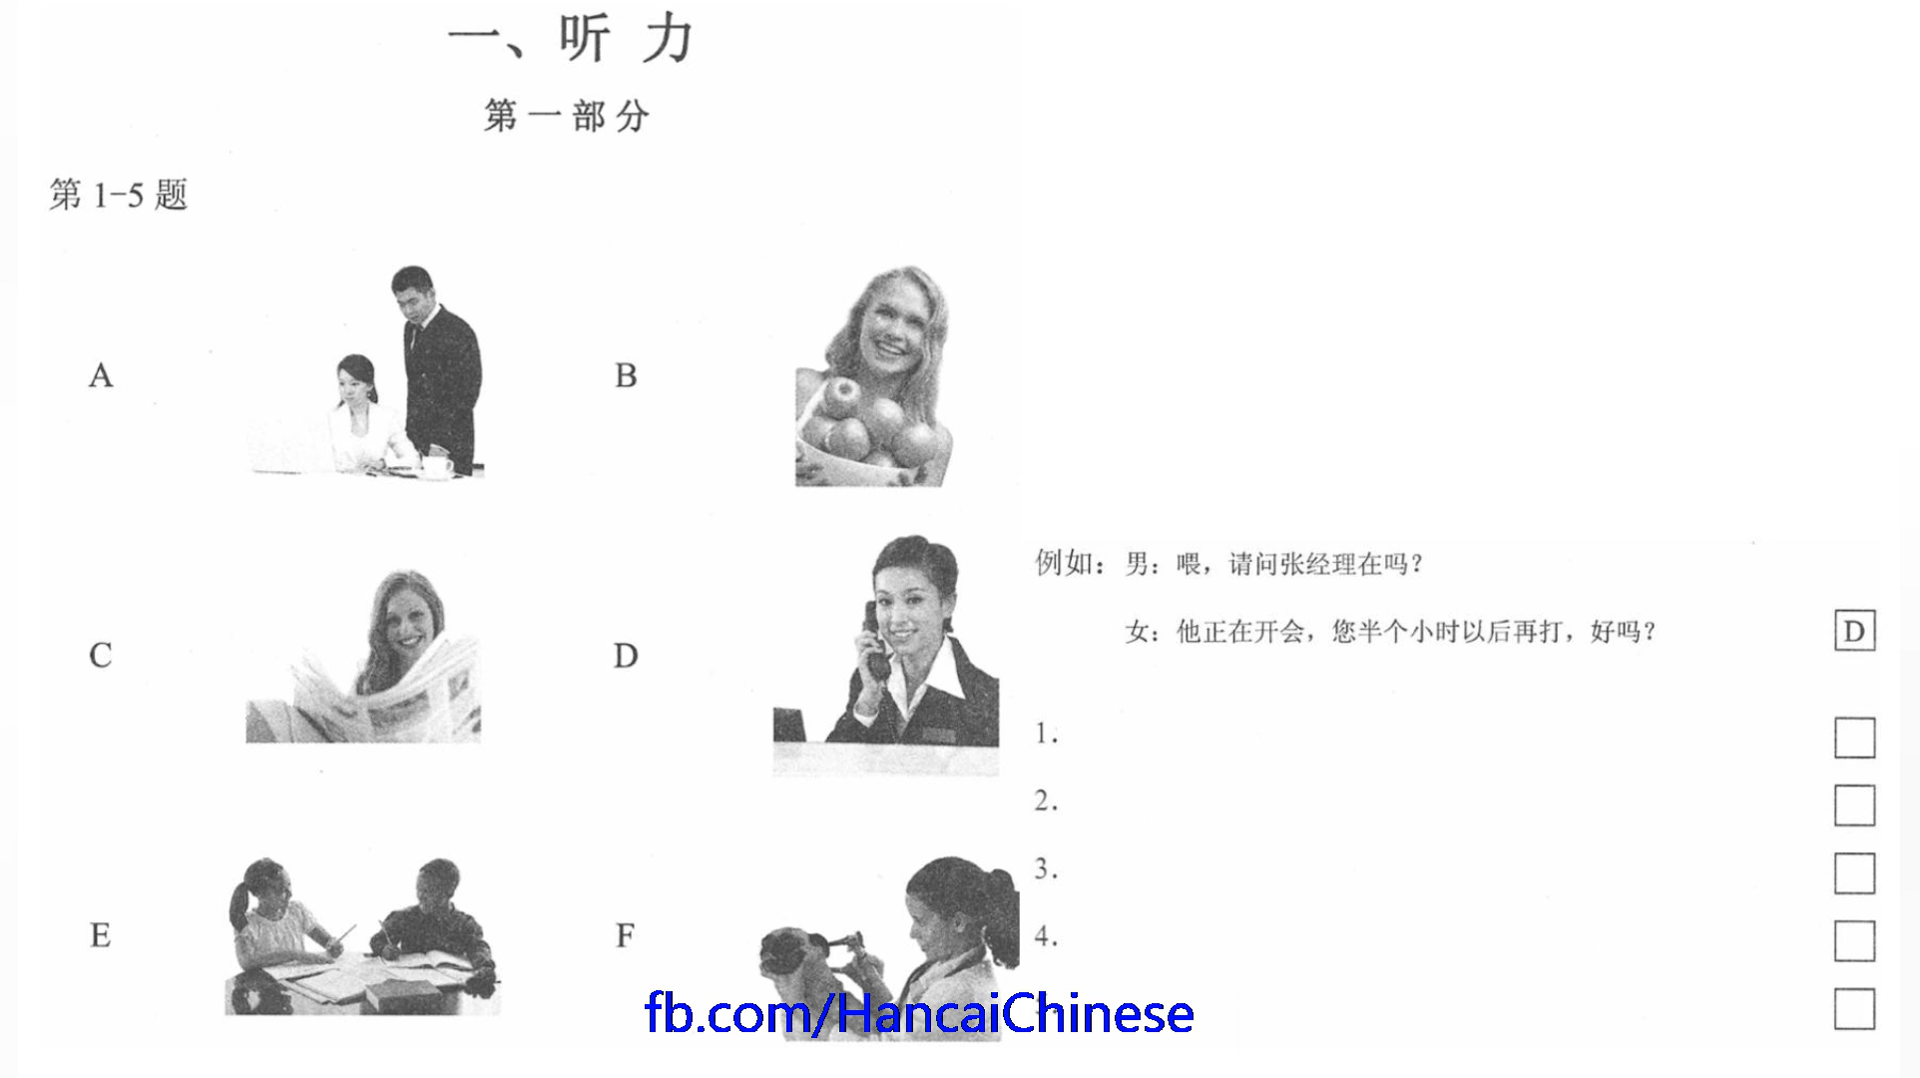 一、听 力
第一部分
第 1-5 题
A
B
C
D
E
F
例如：男：喂，请问张经理在吗？
女：他正在开会，您半个小时以后再打，好吗？
D
1.
2.
3.
4.
fb.com/HancaiChinese